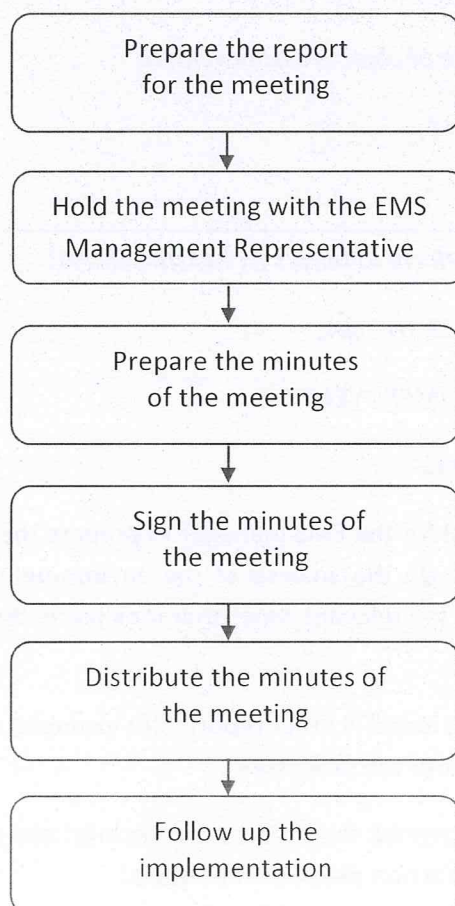 Prepare the report
for the meeting
Hold the meeting with the EMS
Management Representative
Prepare the minutes
of the meeting
Sign the minutes of
the meeting
Distribute the minutes of
the meeting
Follow up the
implementation